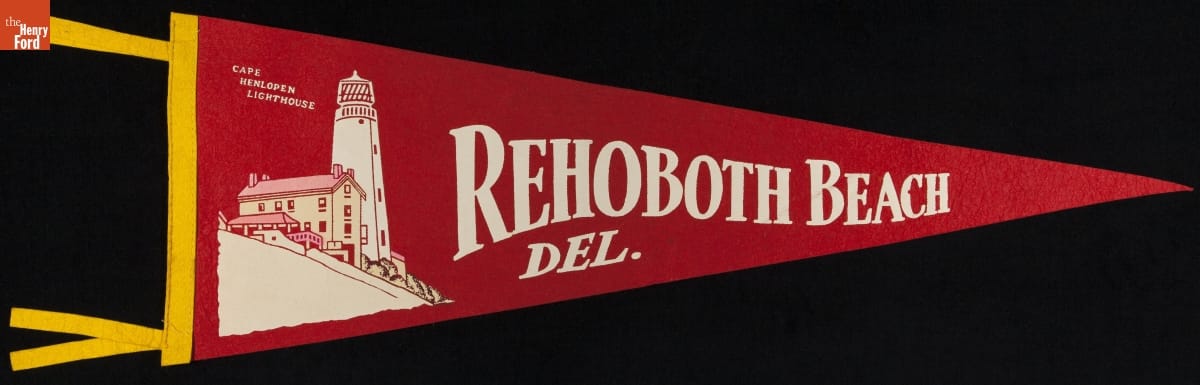 the
Henry
Ford
CAPE
HENLOPEN
LIGHTHOUSE
REHOBOTH BEACH
DEL.